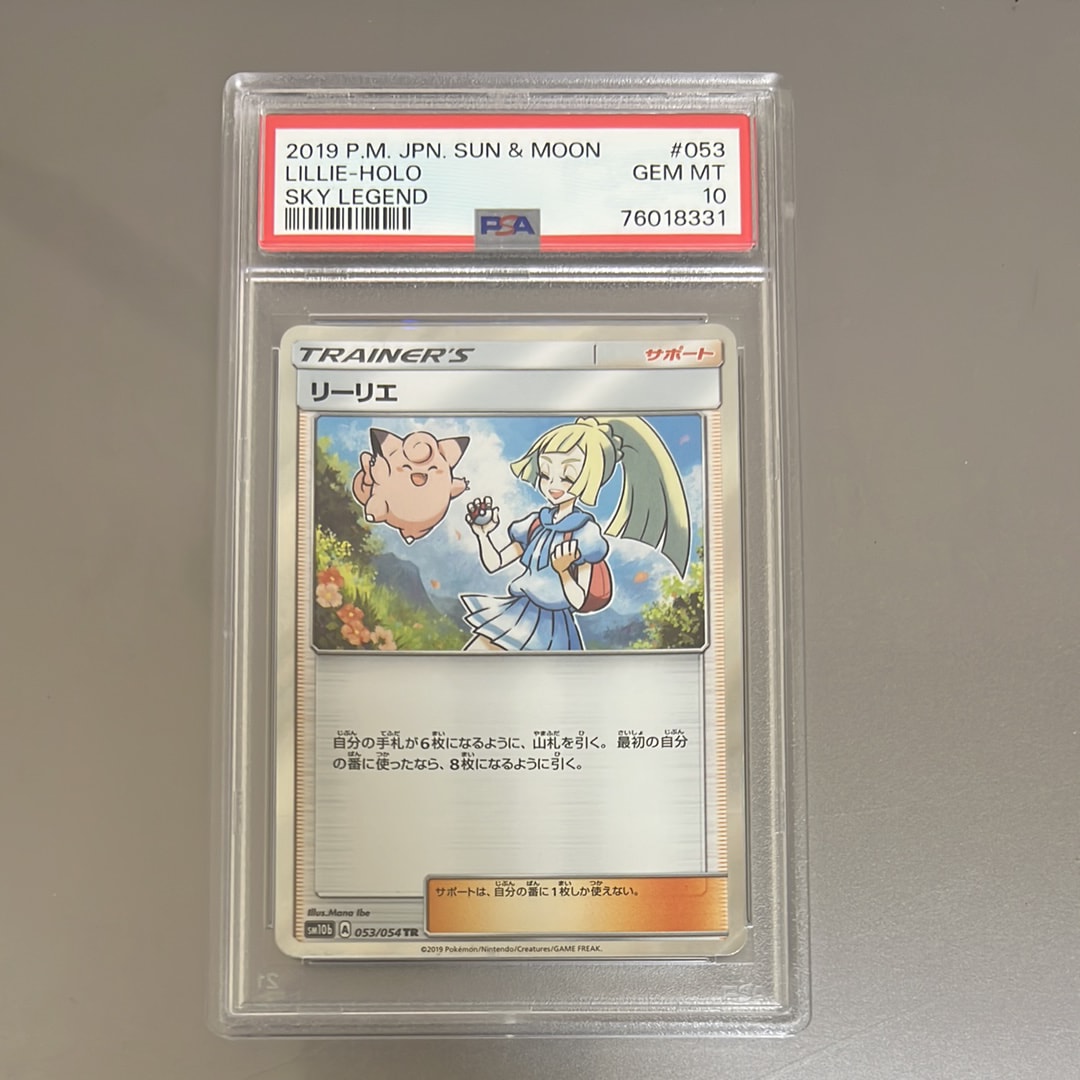 2019 P.M. JPN. SUN & MOON #053
LILLIE-HOLO GEM MT
SKY LEGEND 10
PSA 76018331
TRAINER'S サポート
リーリエ
自分の手札が6枚になるように、山札を引く。最初の自分
の番に使ったなら、8枚になるように引く。
サポートは、自分の番に1枚しか使えない。
Illus.Mana Ibe
sm10b A 053/054 TR
©2019 Pokémon/Nintendo/Creatures/GAME FREAK.